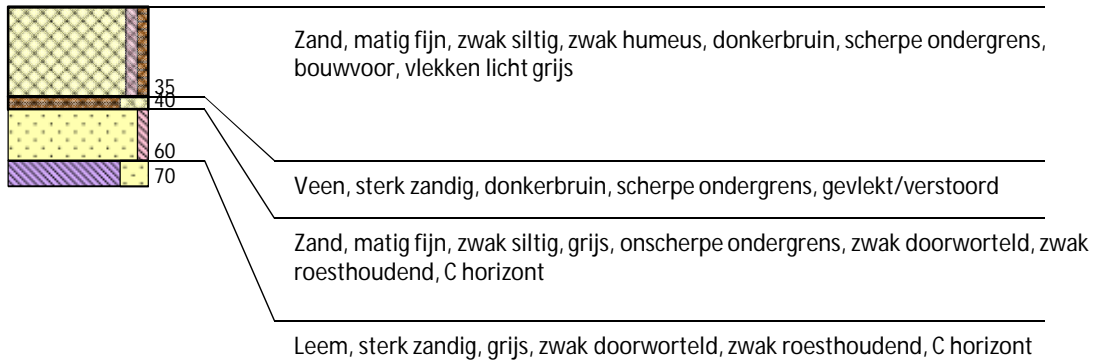 Zand, matig fijn, zwak siltig, zwak humeus, donkerbruin, scherpe ondergrens,
bouwvoor, vlekken licht grijs
35
40
60
70
Veen, sterk zandig, donkerbruin, scherpe ondergrens, gevlekt/verstoord
Zand, matig fijn, zwak siltig, grijs, onscherpe ondergrens, zwak doorworteld, zwak
roesthoudend, C horizont
Leem, sterk zandig, grijs, zwak doorworteld, zwak roesthoudend, C horizont